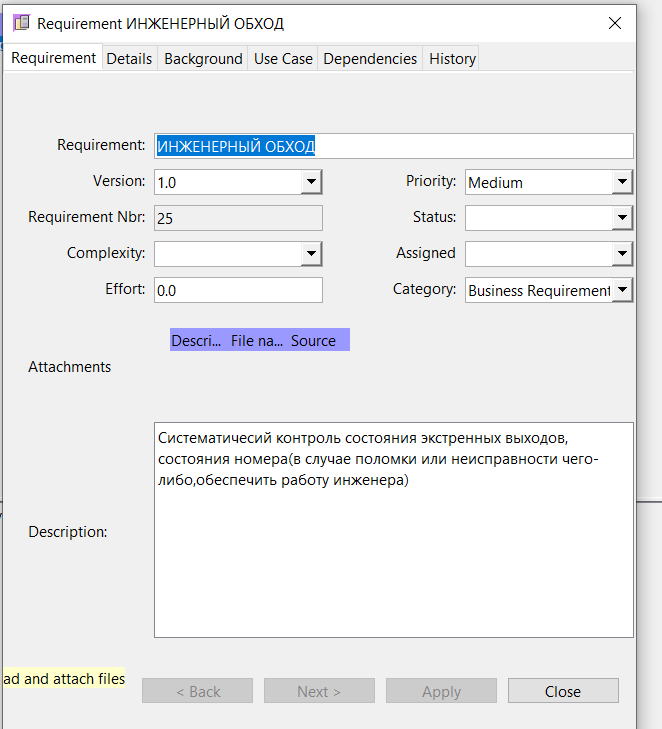 Requirement ИНЖЕНЕРНЫЙ ОБХОД
Requirement Details Background Use Case Dependencies History
Requirement: ИНЖЕНЕРНЫЙ ОБХОД
Version: 1.0 Priority: Medium
Requirement Nbr: 25 Status:
Complexity: Assigned
Effort: 0.0 Category: Business Requirement
Descri... File na... Source
Attachments
Систематичесий контроль состояния экстренных выходов,
состояния номера(в случае поломки или неисправности чего-
либо,обеспечить работу инженера)
Description:
ad and attach files
< Back Next > Apply Close